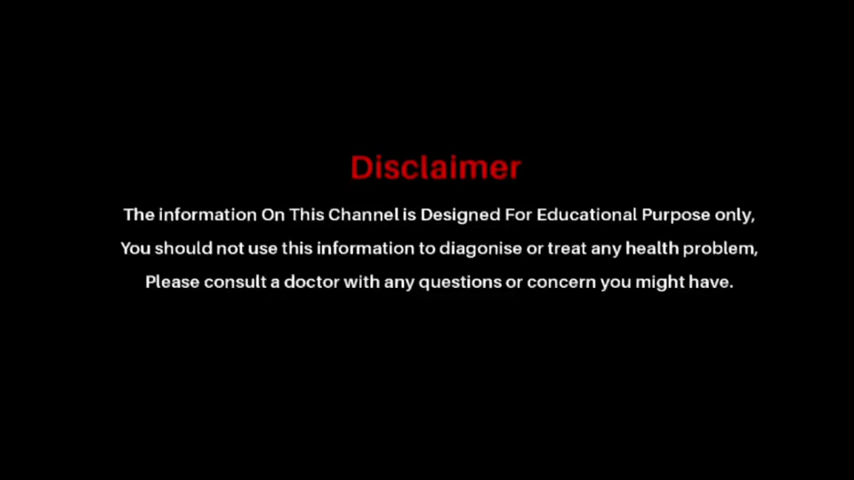 Disclaimer
The information On This Channel is Designed For Educational Purpose only,
You should not use this information to diagonise or treat any health problem,
Please consult a doctor with any questions or concern you might have.